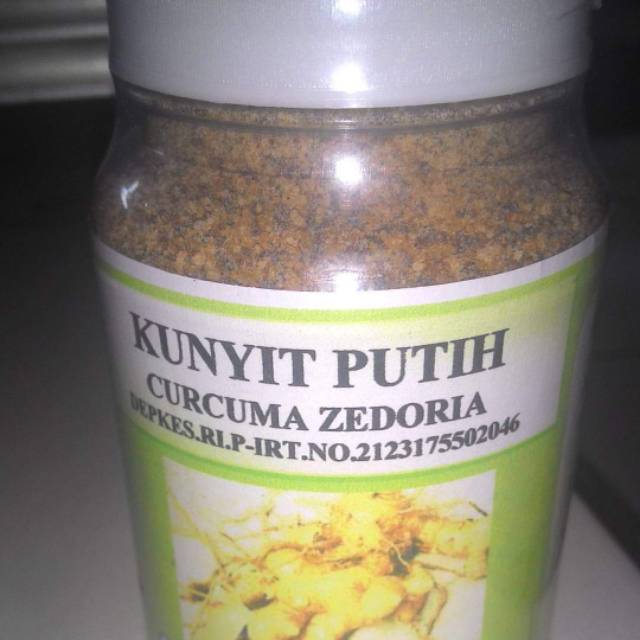 KUNYIT PUTIH
CURCUMA ZEDORIA
DEPKES.RI.P-IRT.NO.2123175502046